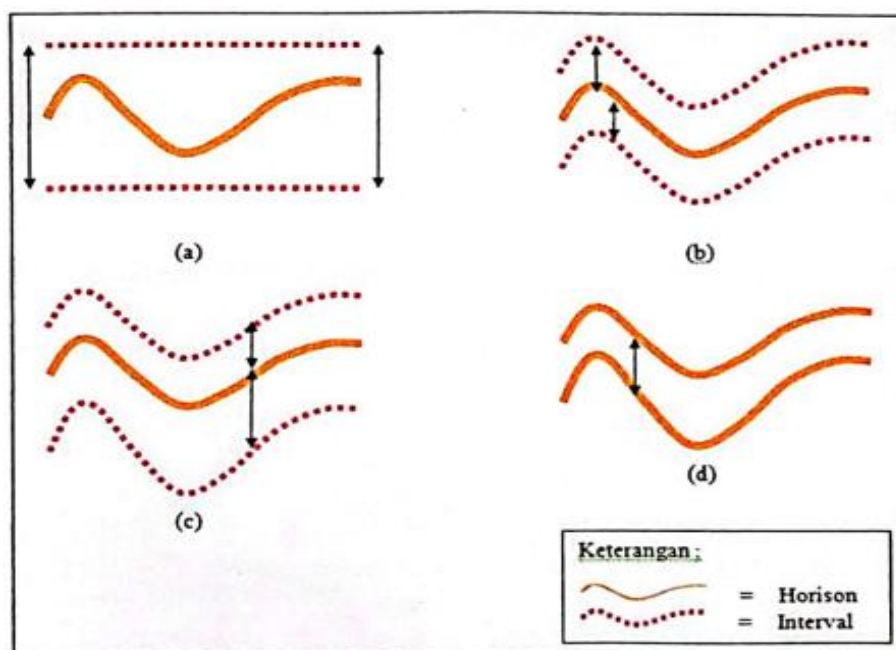 (a)
(b)
(c)
(d)
Keterangan :
= Horison
= Interval